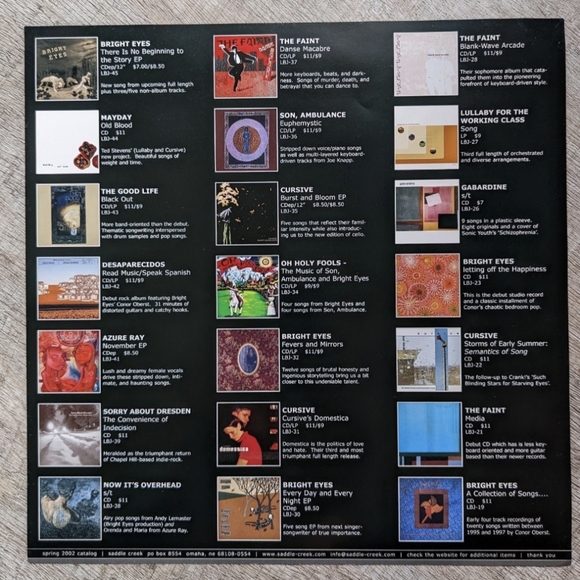 BRIGHT EYES
There Is No Beginning to
the Story EP
CDep/12" $7.00/$8.50
LBJ-45
New song from upcoming full length
plus three/five non-album tracks.
MAYDAY
Old Blood
CD $11
LBJ-44
Ted Stevens' (Lullaby and Cursive)
new project. Beautiful songs of
weight and time.
THE GOOD LIFE
Black Out
CD/LP $11/$9
LBJ-43
More band-oriented than the debut.
Thematic songwriting interspersed
with drum samples and pop songs.
DESAPARECIDOS
Read Music/Speak Spanish
CD/LP $11/$9
LBJ-42
Debut rock album featuring Bright
Eyes' Conor Oberst. 31 minutes of
distorted guitars and catchy hooks.
AZURE RAY
November EP
CDep $8.50
LBJ-41
Lush and dreamy female vocals
drive these stripped down, inti-
mate, and haunting songs.
SORRY ABOUT DRESDEN
The Convenience of
Indecision
CD $11
LBJ-39
Heralded as the triumphant return
of Chapel Hill-based indie-rock.
NOW IT'S OVERHEAD
s/t
CD $11
LBJ-38
Airy pop songs from Andy Lemaster
(Bright Eyes production) and
Orenda and Maria from Azure Ray.
THE FAINT
Danse Macabre
CD/LP $11/$9
LBJ-37
More keyboards, beats, and dark-
ness. Songs of murder, death, and
betrayal that you can dance to.
SON, AMBULANCE
Euphemystic
CD/LP $11/$9
LBJ-36
Stripped down voice/piano songs
as well as multi-layered keyboard-
driven tracks from Joe Knapp.
CURSIVE
Burst and Bloom EP
CDep/12" $8.50/$8.50
LBJ-35
Five songs that reflect their famil-
iar intensity while also introduc-
ing us to the new edition of cello.
OH HOLY FOOLS -
The Music of Son,
Ambulance and Bright Eyes
CD/LP $9/$9
LBJ-34
Four songs from Bright Eyes and
four songs from Son, Ambulance.
BRIGHT EYES
Fevers and Mirrors
CD/LP $11/$9
LBJ-32
Twelve songs of brutal honesty and
ingenious storytelling bring us a bit
closer to this undeniable talent.
CURSIVE
Cursive's Domestica
CD/LP $11/$9
LBJ-31
Domestica is the politics of love
and hate. Their third and most
triumphant full length release.
BRIGHT EYES
Every Day and Every
Night EP
CDep $8.50
LBJ-30
Five song EP from next singer-
songwriter of true importance.
THE FAINT
Blank-Wave Arcade
CD/LP $11/$9
LBJ-28
Their sophomore album that cata-
pulted them into the pioneering
forefront of keyboard-driven style.
LULLABY FOR THE
WORKING CLASS
Song
LP $9
LBJ-27
Third full length of orchestrated
and diverse arrangements.
GABARDINE
s/t
CD $7
LBJ-26
9 songs in a plastic sleeve.
Eight originals and a cover of
Sonic Youth's 'Schizophrenia'.
BRIGHT EYES
letting off the Happiness
CD $11
LBJ-23
This is the debut studio record
and a classic installment of
Conor's chaotic bedroom pop.
CURSIVE
Storms of Early Summer:
Semantics of Song
CD $11
LBJ-22
The follow-up to Crank!'s 'Such
Blinding Stars for Starving Eyes'.
THE FAINT
Media
CD $11
LBJ-21
Debut CD which has is less key-
board oriented and more guitar
based than their newer records.
BRIGHT EYES
A Collection of Songs....
CD $11
LBJ-19
Early four track recordings of
twenty songs written between
1995 and 1997 by Conor Oberst.
spring 2002 catalog | saddle creek po box 8554 omaha, ne 68108-0554 | www.saddle-creek.com info@saddle-creek.com | check the website for additional items | thank you
BRIGHT
EYES
THE FAINT
domestica